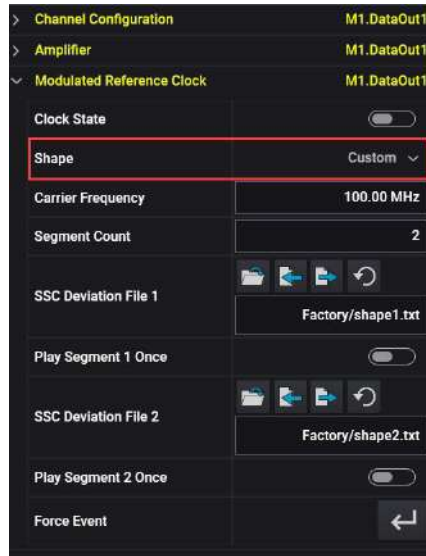 Channel Configuration M1.DataOut1
Amplifier M1.DataOut1
Modulated Reference Clock M1.DataOut1
Clock State
Shape Custom
Carrier Frequency 100.00 MHz
Segment Count 2
SSC Deviation File 1
Factory/shape1.txt
Play Segment 1 Once
SSC Deviation File 2
Factory/shape2.txt
Play Segment 2 Once
Force Event